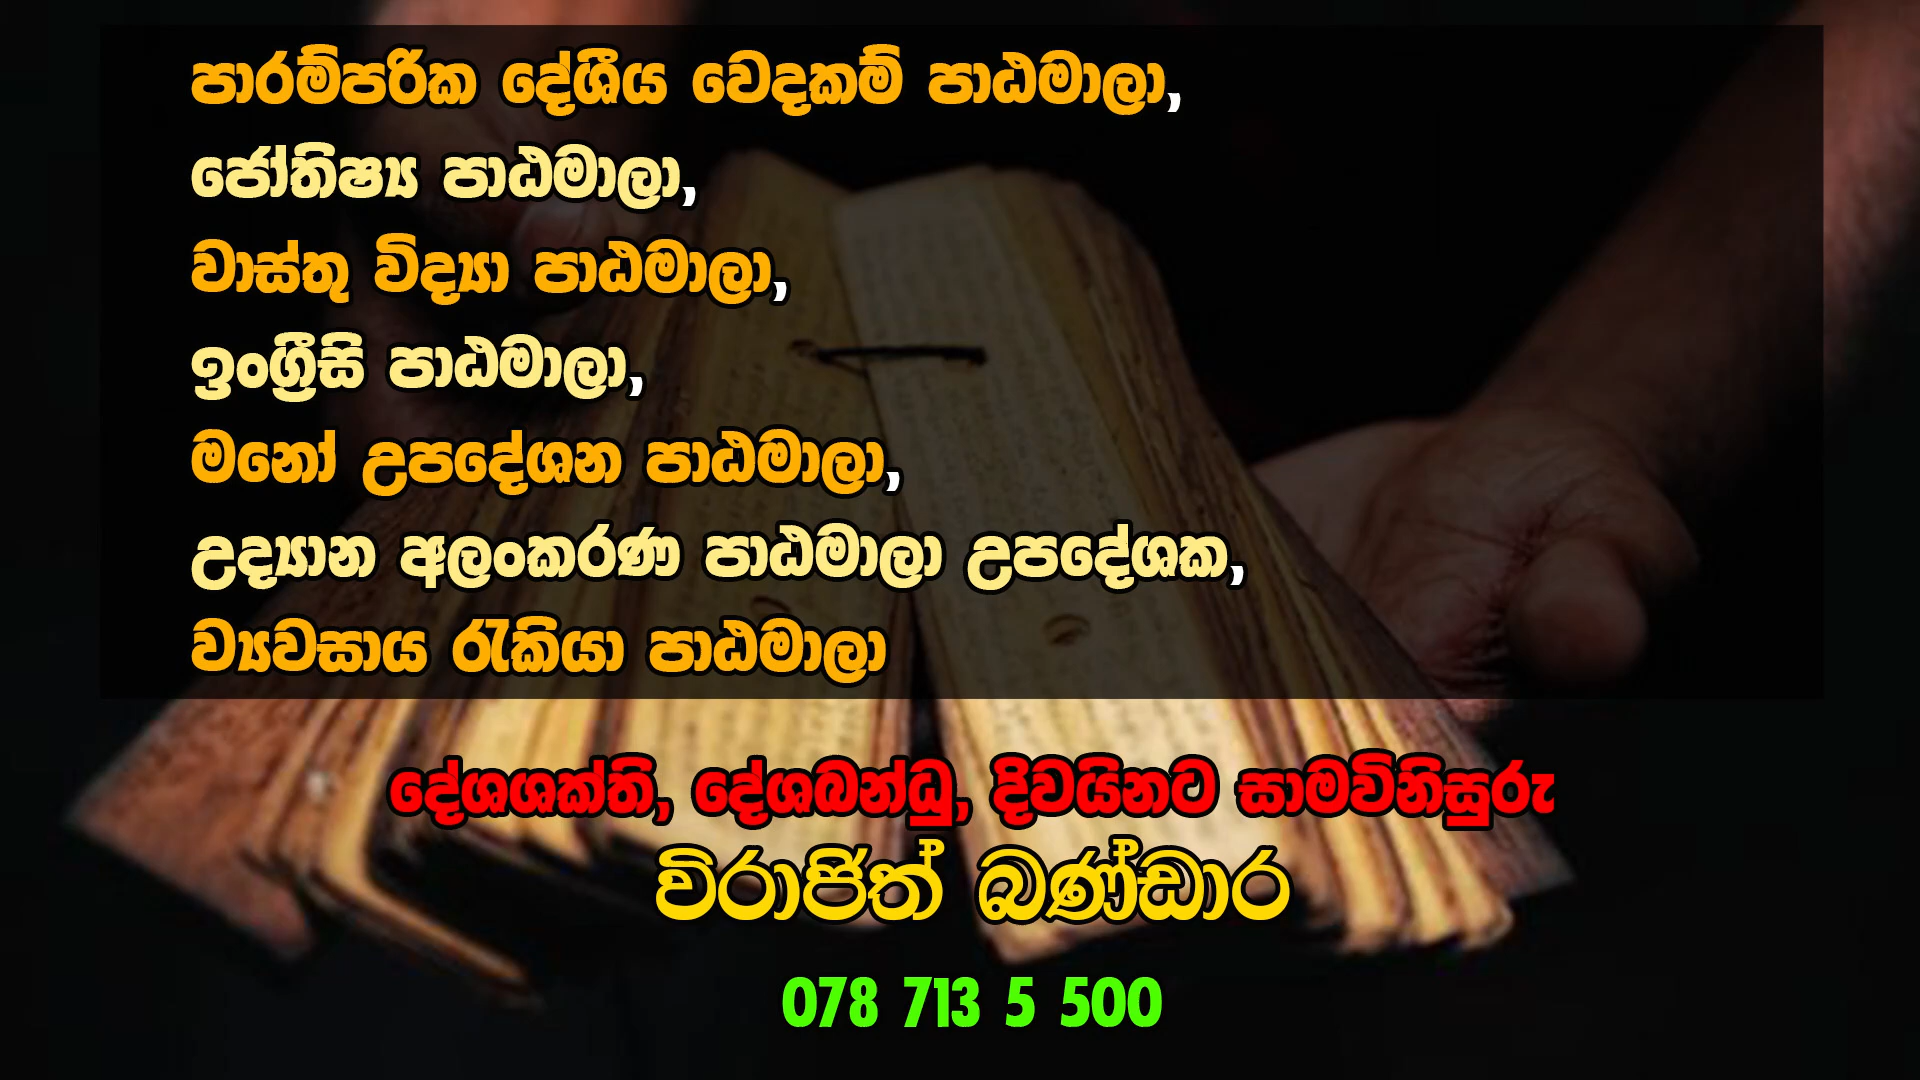 පාරම්පරික දේශීය වෙදකම් පාඨමාලා,
ජෝතිෂ්‍ය පාඨමාලා,
වාස්තු විද්‍යා පාඨමාලා,
ඉංග්‍රීසි පාඨමාලා,
මනෝ උපදේශන පාඨමාලා,
උද්‍යාන අලංකරණ පාඨමාලා උපදේශක,
ව්‍යවසාය රැකියා පාඨමාලා
දේශශක්ති, දේශබන්ධු, දිවයිනට සාමවිනිසුරු
විරාජිත් බණ්ඩාර
078 713 5 500